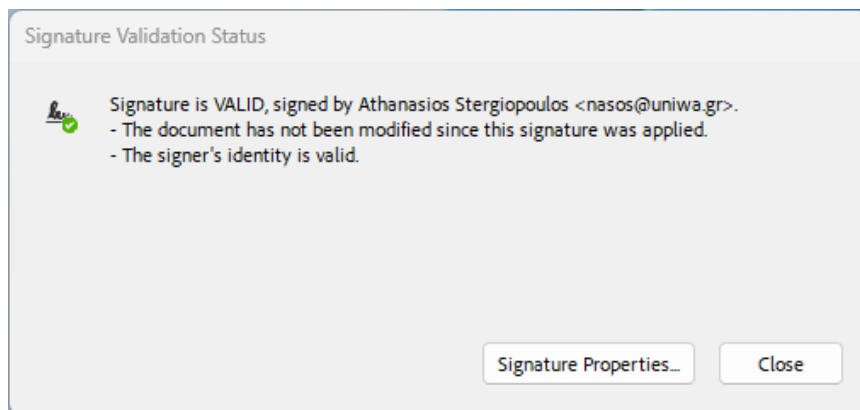 Signature Validation Status
Signature is VALID, signed by Athanasios Stergiopoulos <nasos@uniwa.gr>.
- The document has not been modified since this signature was applied.
- The signer's identity is valid.
Signature Properties...
Close